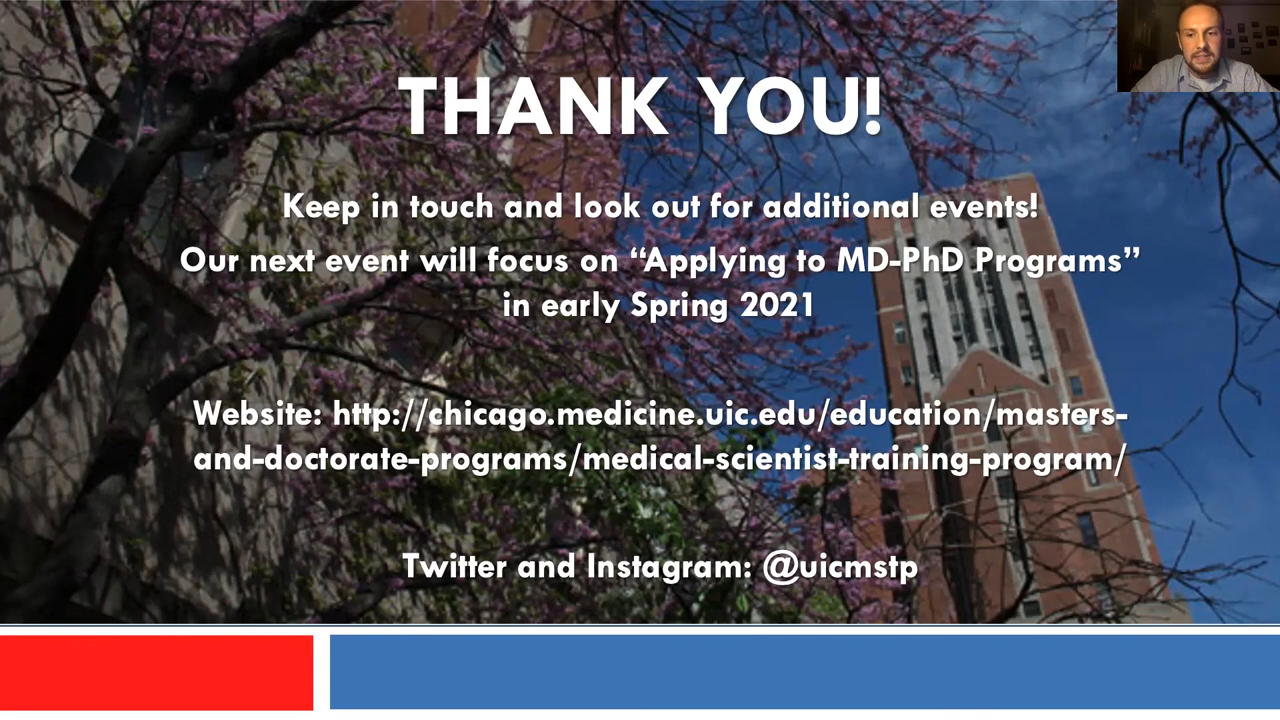 THANK YOU!
Keep in touch and look out for additional events!
Our next event will focus on “Applying to MD-PhD Programs”
in early Spring 2021
Website: http://chicago.medicine.uic.edu/education/masters-
and-doctorate-programs/medical-scientist-training-program/
Twitter and Instagram: @uicmstp